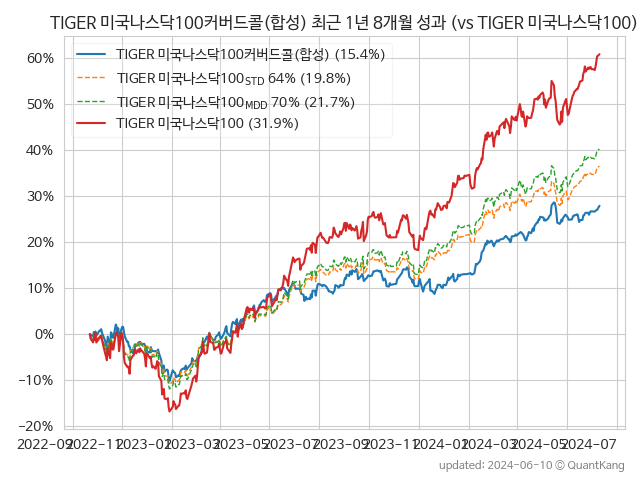 TIGER 미국나스닥100커버드콜(합성) 최근 1년 8개월 성과 (vs TIGER 미국나스닥100)
TIGER 미국나스닥100커버드콜(합성) (15.4%)
TIGER 미국나스닥100STD 64% (19.8%)
TIGER 미국나스닥100MDD 70% (21.7%)
TIGER 미국나스닥100 (31.9%)
60%
50%
40%
30%
20%
10%
0%
−10%
−20%
2022-09 2022-11 2023-01 2023-03 2023-05 2023-07 2023-09 2023-11 2024-01 2024-03 2024-05 2024-07
updated: 2024-06-10 © QuantKang